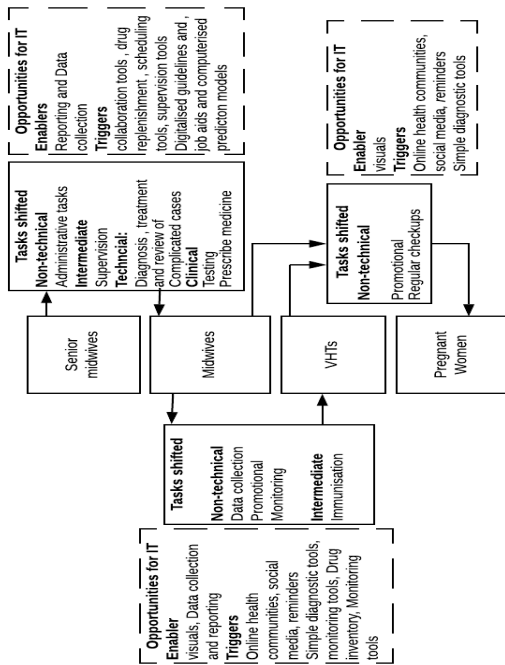 Opportunities for IT
Enablers
Reporting and Data
collection
Triggers
collaboration tools , drug
replenishment , scheduling
tools, supervision tools
Digitalised guidelines and ,
job aids and computerised
predicton models
Tasks shifted
Non-technical
Administrative tasks
Intermediate
Supervision
Techncial:
Diagnosis , treatment
and review of
Complicated cases
Clinical
Testing
Prescribe medicine
Opportunities for IT
Enabler
visuals
Triggers
Online health communities,
social media, reminders
Simple diagnostic tools
Tasks shifted
Non-technical
Promotional
Regular checkups
Senior
midwives
Midwives
VHTs
Pregnant
Women
Tasks shifted
Non-technical
Data collection
Promotional
Monitoring
Intermediate
Immunisation
Opportunities for IT
Enabler
visuals, Data collection
and reporting
Triggers
Online health
communities, social
media, reminders
Simple diagnostic tools,
monitoring tools, Drug
inventory, Monitoring
tools